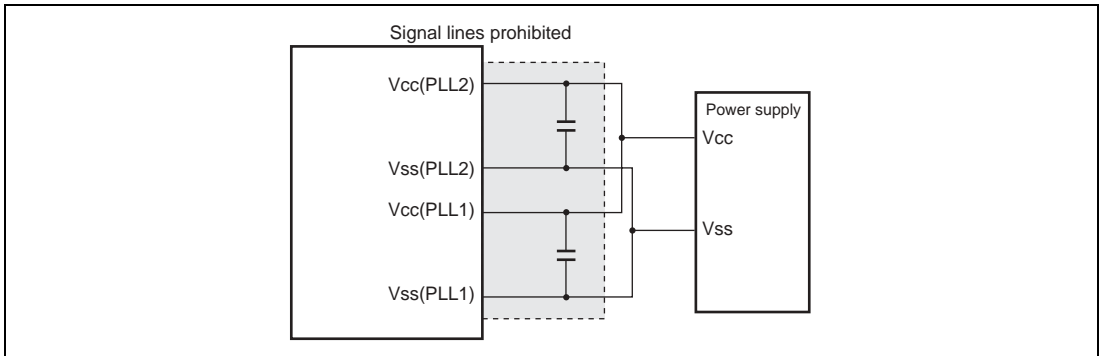 Signal lines prohibited
Vcc(PLL2)
Vss(PLL2)
Vcc(PLL1)
Vss(PLL1)
Power supply
Vcc
Vss